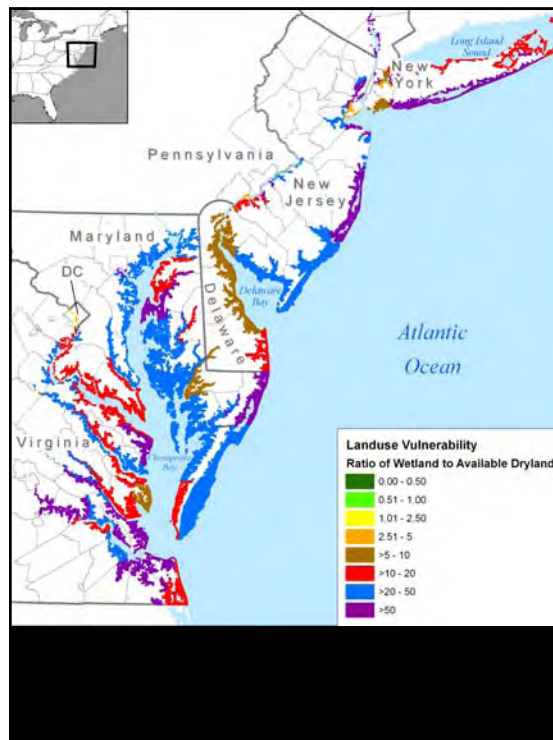 Long Island
Sound
New
York
Pennsylvania
New
Jersey
Maryland
DC
Delaware
Bay
Delaware
Atlantic
Ocean
Virginia
Chesapeake
Bay
Landuse Vulnerability
Ratio of Wetland to Available Dryland
0.00 - 0.50
0.51 - 1.00
1.01 - 2.50
2.51 - 5
>5 - 10
>10 - 20
>20 - 50
>50